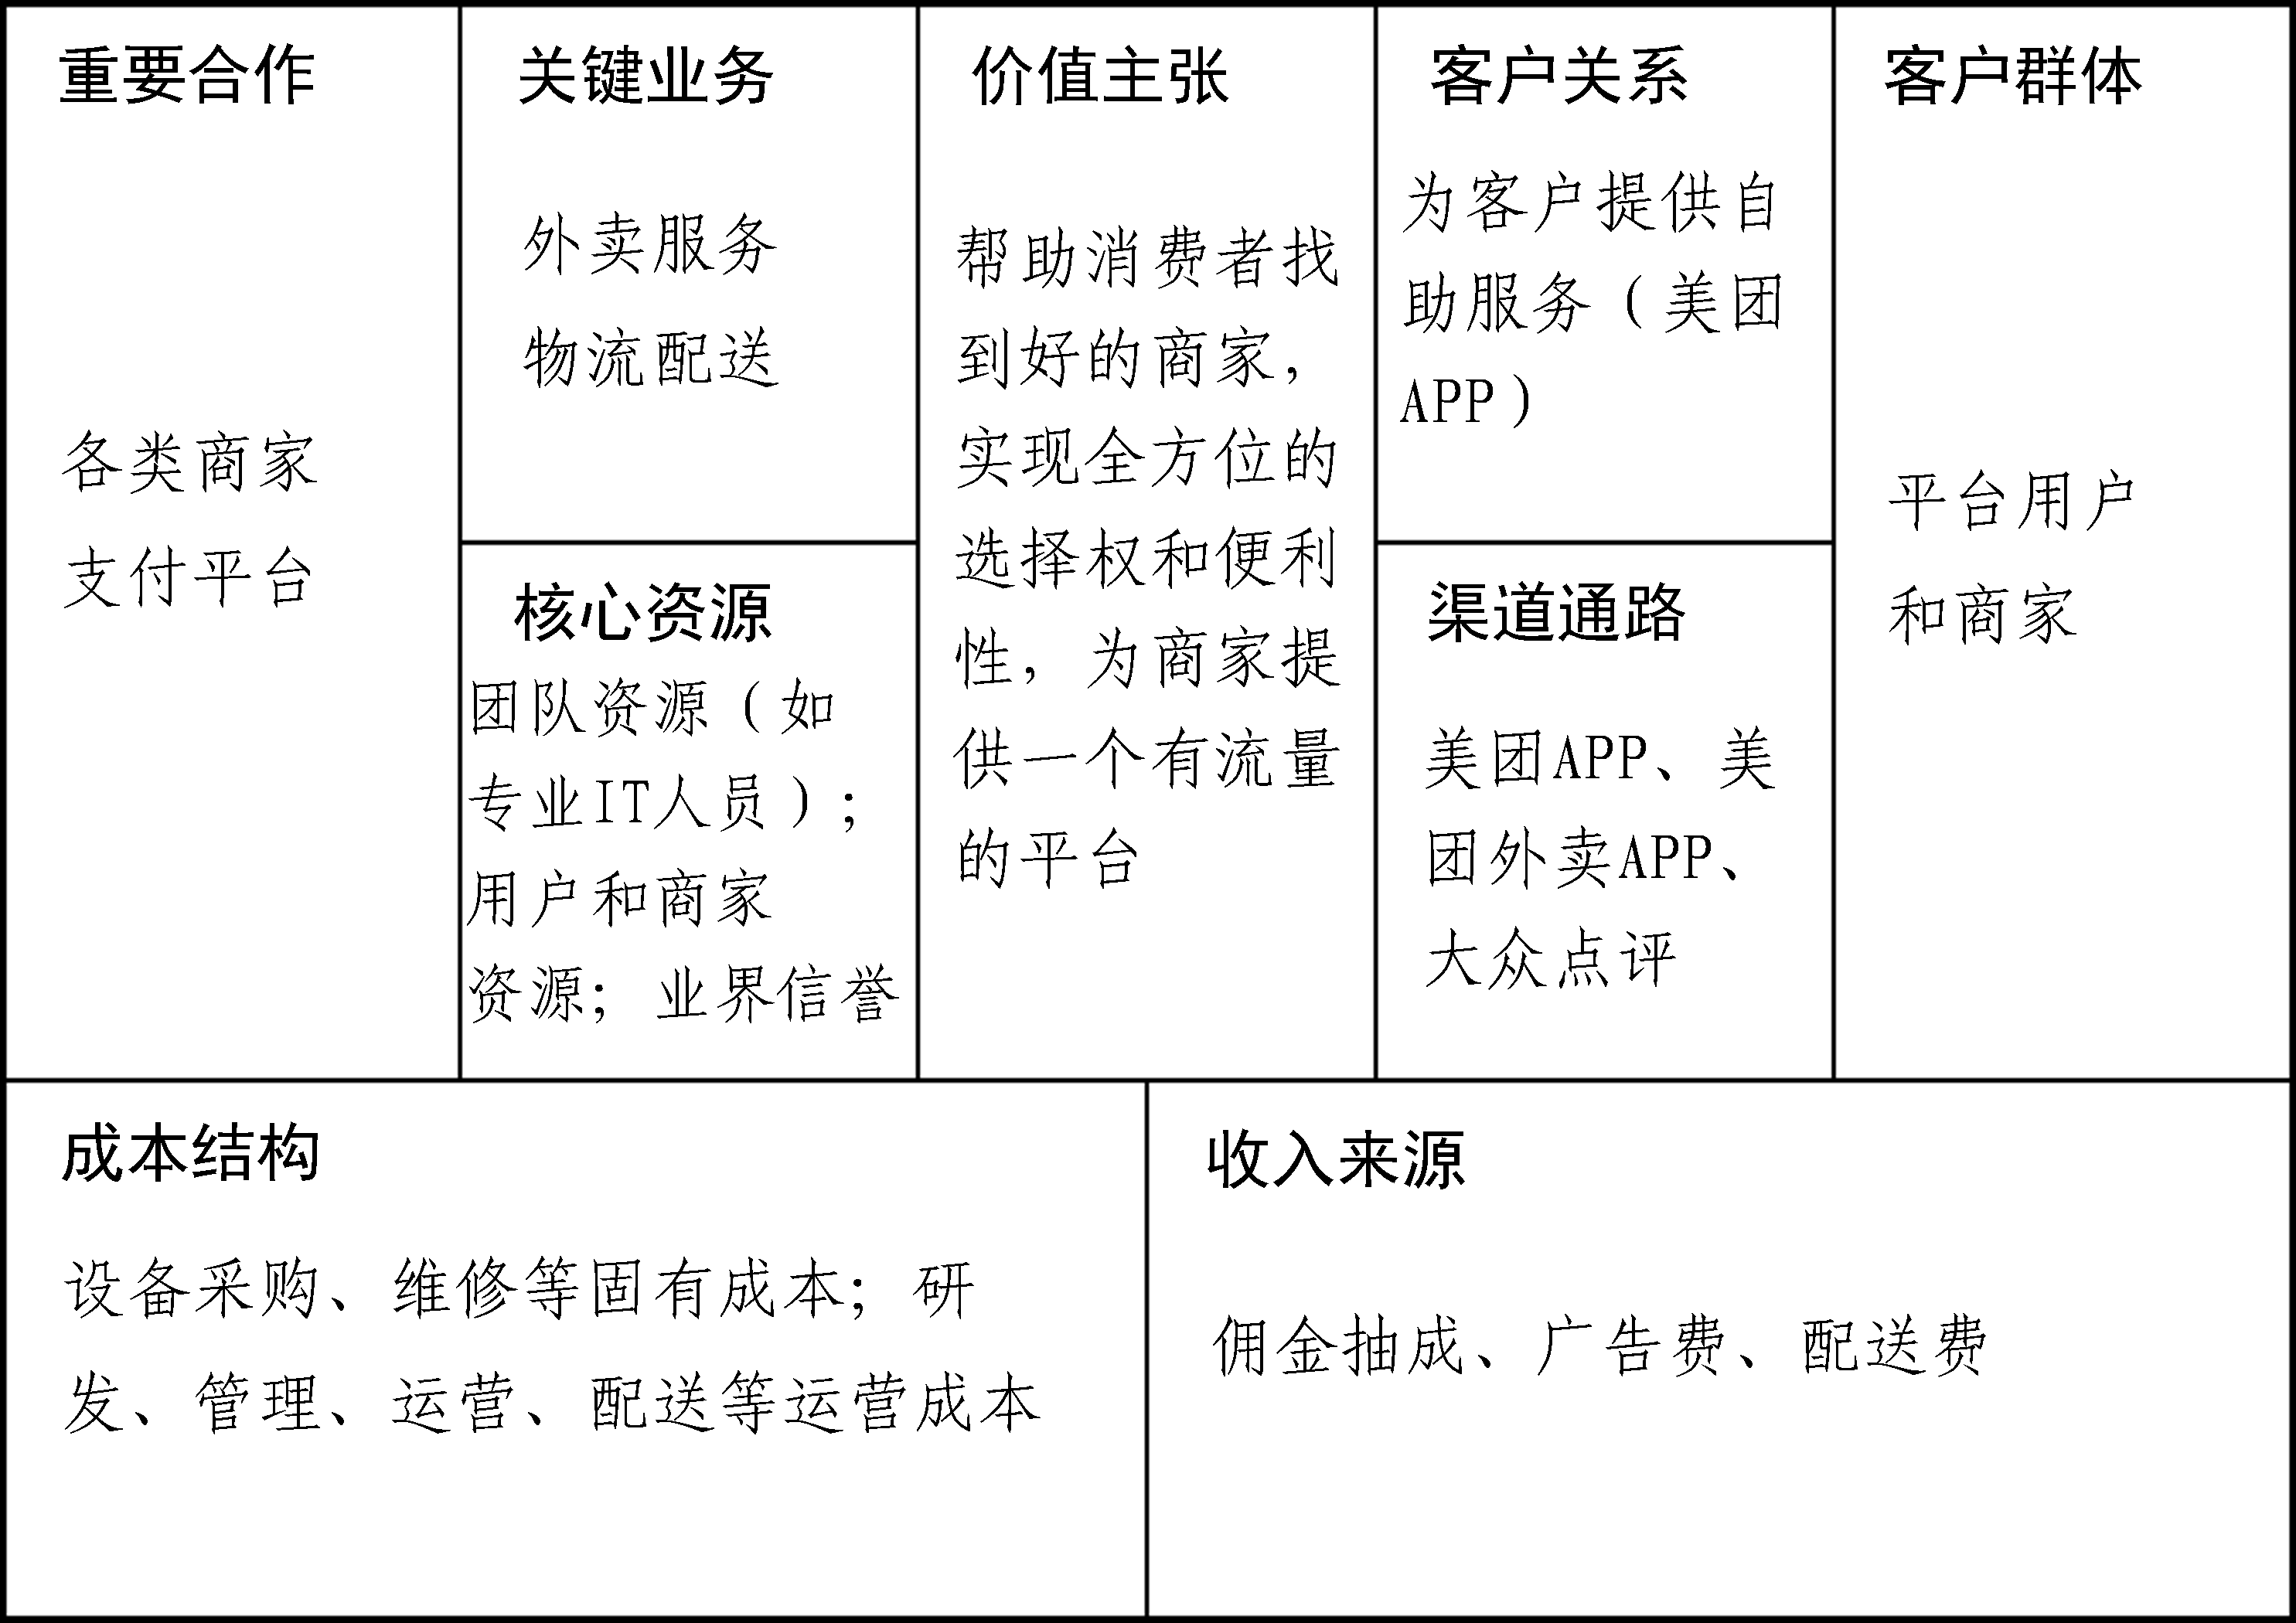 重要合作
各类商家
支付平台
关键业务
外卖服务
物流配送
核心资源
团队资源（如
专业IT人员）；
用户和商家
资源；业界信誉
价值主张
帮助消费者找
到好的商家，
实现全方位的
选择权和便利
性，为商家提
供一个有流量
的平台
客户关系
为客户提供自
助服务（美团
APP）
渠道通路
美团APP、美
团外卖APP、
大众点评
客户群体
平台用户
和商家
成本结构
设备采购、维修等固有成本；研
发、管理、运营、配送等运营成本
收入来源
佣金抽成、广告费、配送费